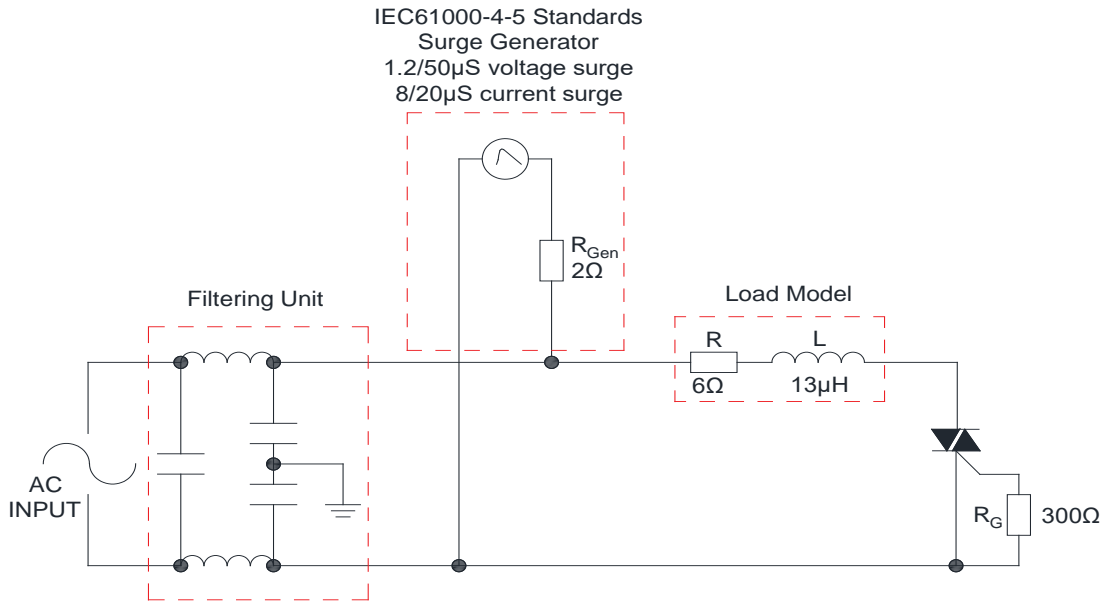 IEC61000-4-5 Standards
Surge Generator
1.2/50μS voltage surge
8/20μS current surge
RGen
2Ω
Filtering Unit
Load Model
R
L
6Ω
13μH
AC
INPUT
RG
300Ω